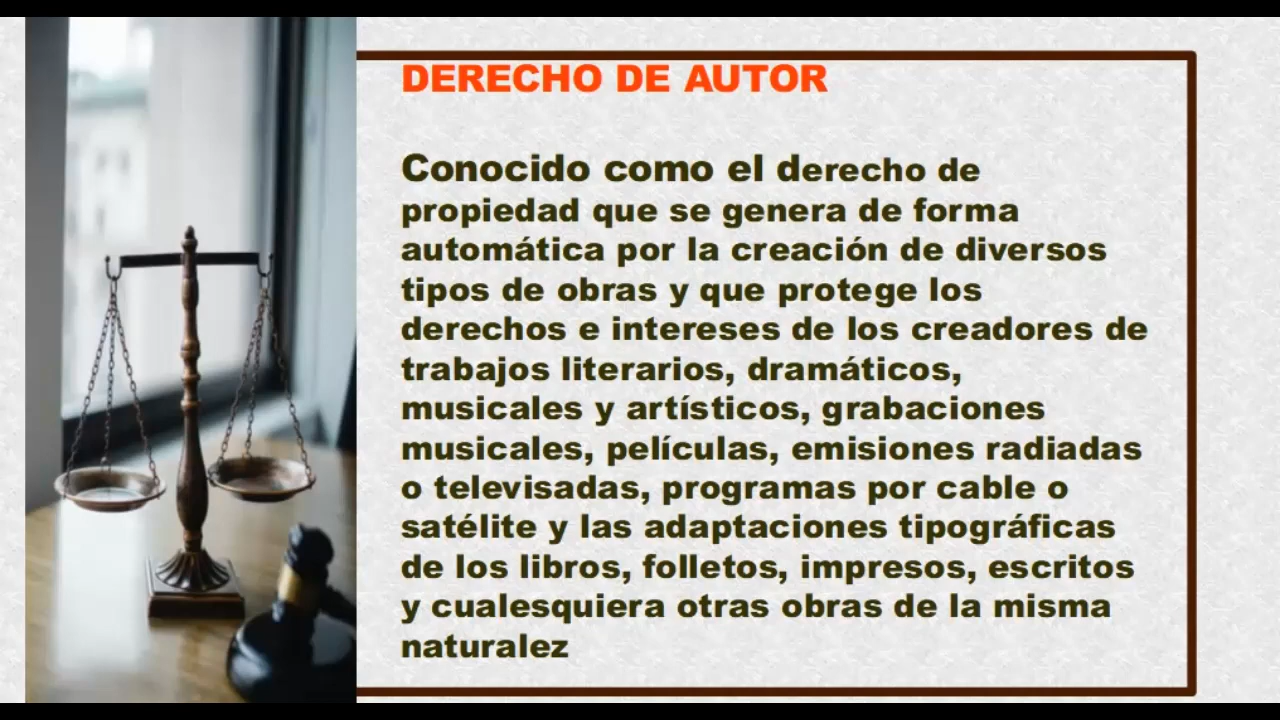 DERECHO DE AUTOR
Conocido como el derecho de
propiedad que se genera de forma
automática por la creación de diversos
tipos de obras y que protege los
derechos e intereses de los creadores de
trabajos literarios, dramáticos,
musicales y artísticos, grabaciones
musicales, películas, emisiones radiadas
o televisadas, programas por cable o
satélite y las adaptaciones tipográficas
de los libros, folletos, impresos, escritos
y cualesquiera otras obras de la misma
naturalez